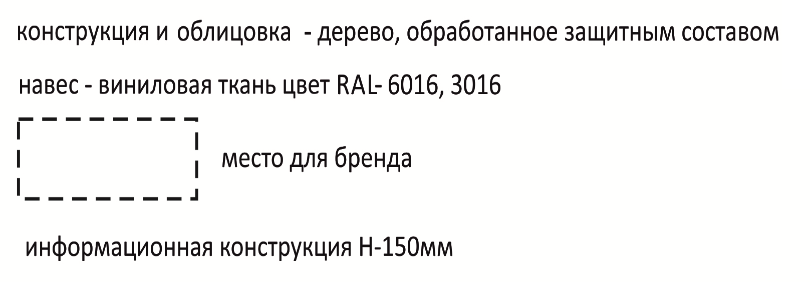 конструкция и облицовка - дерево, обработанное защитным составом
навес - виниловая ткань цвет RAL- 6016, 3016
место для бренда
информационная конструкция Н-150мм